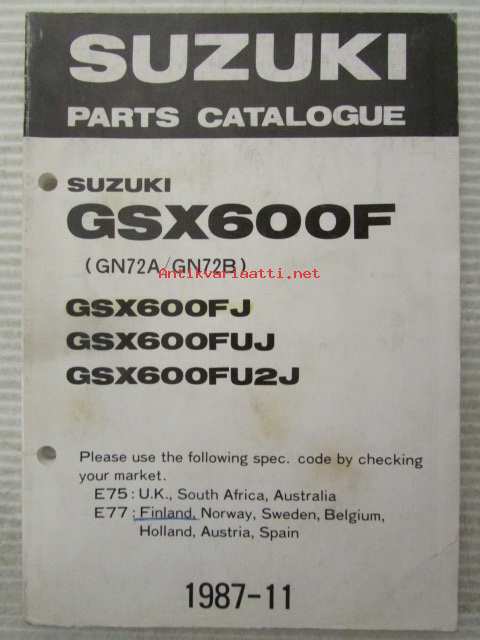 SUZUKI
PARTS CATALOGUE
SUZUKI
GSX600F
(GN72A/GN72B)
Antikvariaatti.net
GSX600FJ
GSX600FUJ
GSX600FU2J
Please use the following spec. code by checking
your market.
E75: U.K., South Africa, Australia
E77: Finland, Norway, Sweden, Belgium,
Holland, Austria, Spain
1987-11